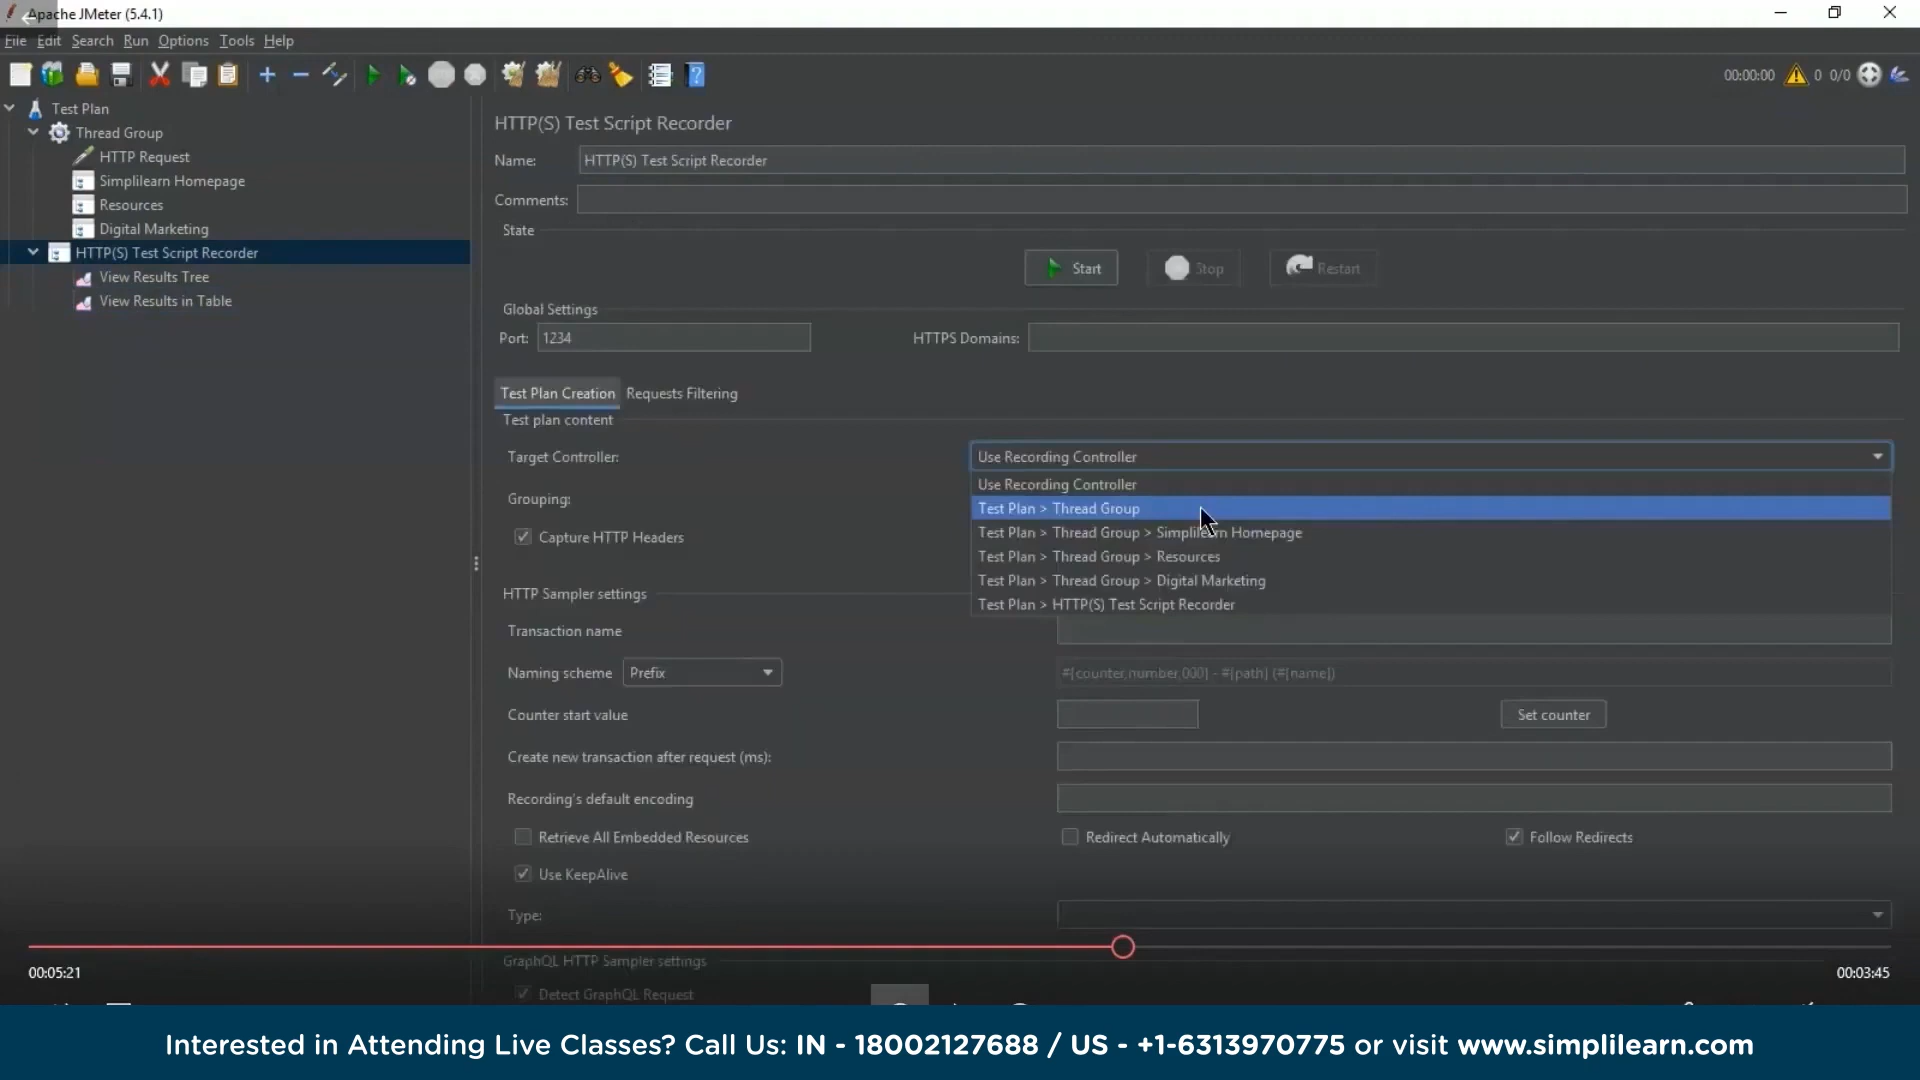 Apache JMeter (5.4.1)
File Edit Search Run Options Tools Help
00:00:00 0 0/0
Test Plan
Thread Group
HTTP Request
Simplilearn Homepage
Resources
Digital Marketing
HTTP(S) Test Script Recorder
View Results Tree
View Results in Table
HTTP(S) Test Script Recorder
Name: HTTP(S) Test Script Recorder
Comments:
State
Start Stop Restart
Global Settings
Port: 1234 HTTPS Domains:
Test Plan Creation Requests Filtering
Test plan content
Target Controller: Use Recording Controller
Use Recording Controller
Grouping:
Test Plan > Thread Group
Test Plan > Thread Group > Simplilearn Homepage
Capture HTTP Headers
Test Plan > Thread Group > Resources
Test Plan > Thread Group > Digital Marketing
Test Plan > HTTP(S) Test Script Recorder
HTTP Sampler settings
Transaction name
Naming scheme Prefix #{counter,number,000} - #{path} (#{name})
Counter start value Set counter
Create new transaction after request (ms):
Recording's default encoding
Retrieve All Embedded Resources Redirect Automatically Follow Redirects
Use KeepAlive
Type:
GraphQL HTTP Sampler settings
00:05:21 00:03:45
Detect GraphQL Request
Interested in Attending Live Classes? Call Us: IN - 18002127688 / US - +1-6313970775 or visit www.simplilearn.com